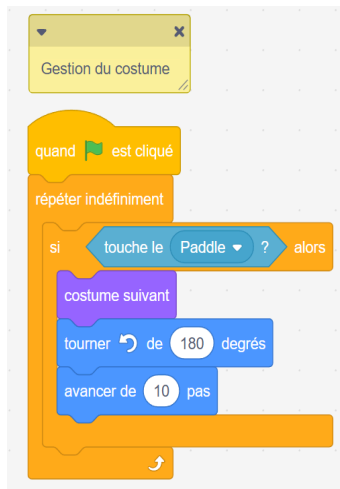 Gestion du costume
quand est cliqué
répéter indéfiniment
si touche le Paddle ? alors
costume suivant
tourner de 180 degrés
avancer de 10 pas